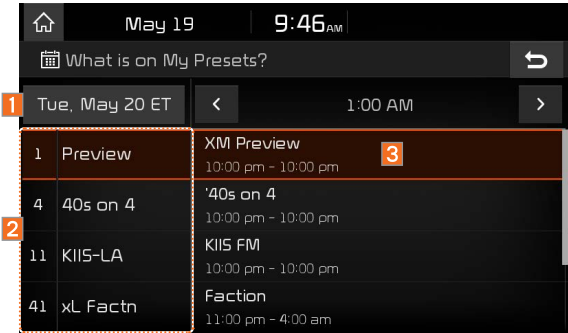 May 19 9:46 AM
What is on My Presets?
1 Tue, May 20 ET < 1:00 AM >
1 Preview XM Preview 3
10:00 pm - 10:00 pm
4 40s on 4 '40s on 4
10:00 pm - 10:00 pm
2
11 KIIS-LA KIIS FM
10:00 pm - 10:00 pm
41 xL Factn Faction
11:00 pm - 4:00 am